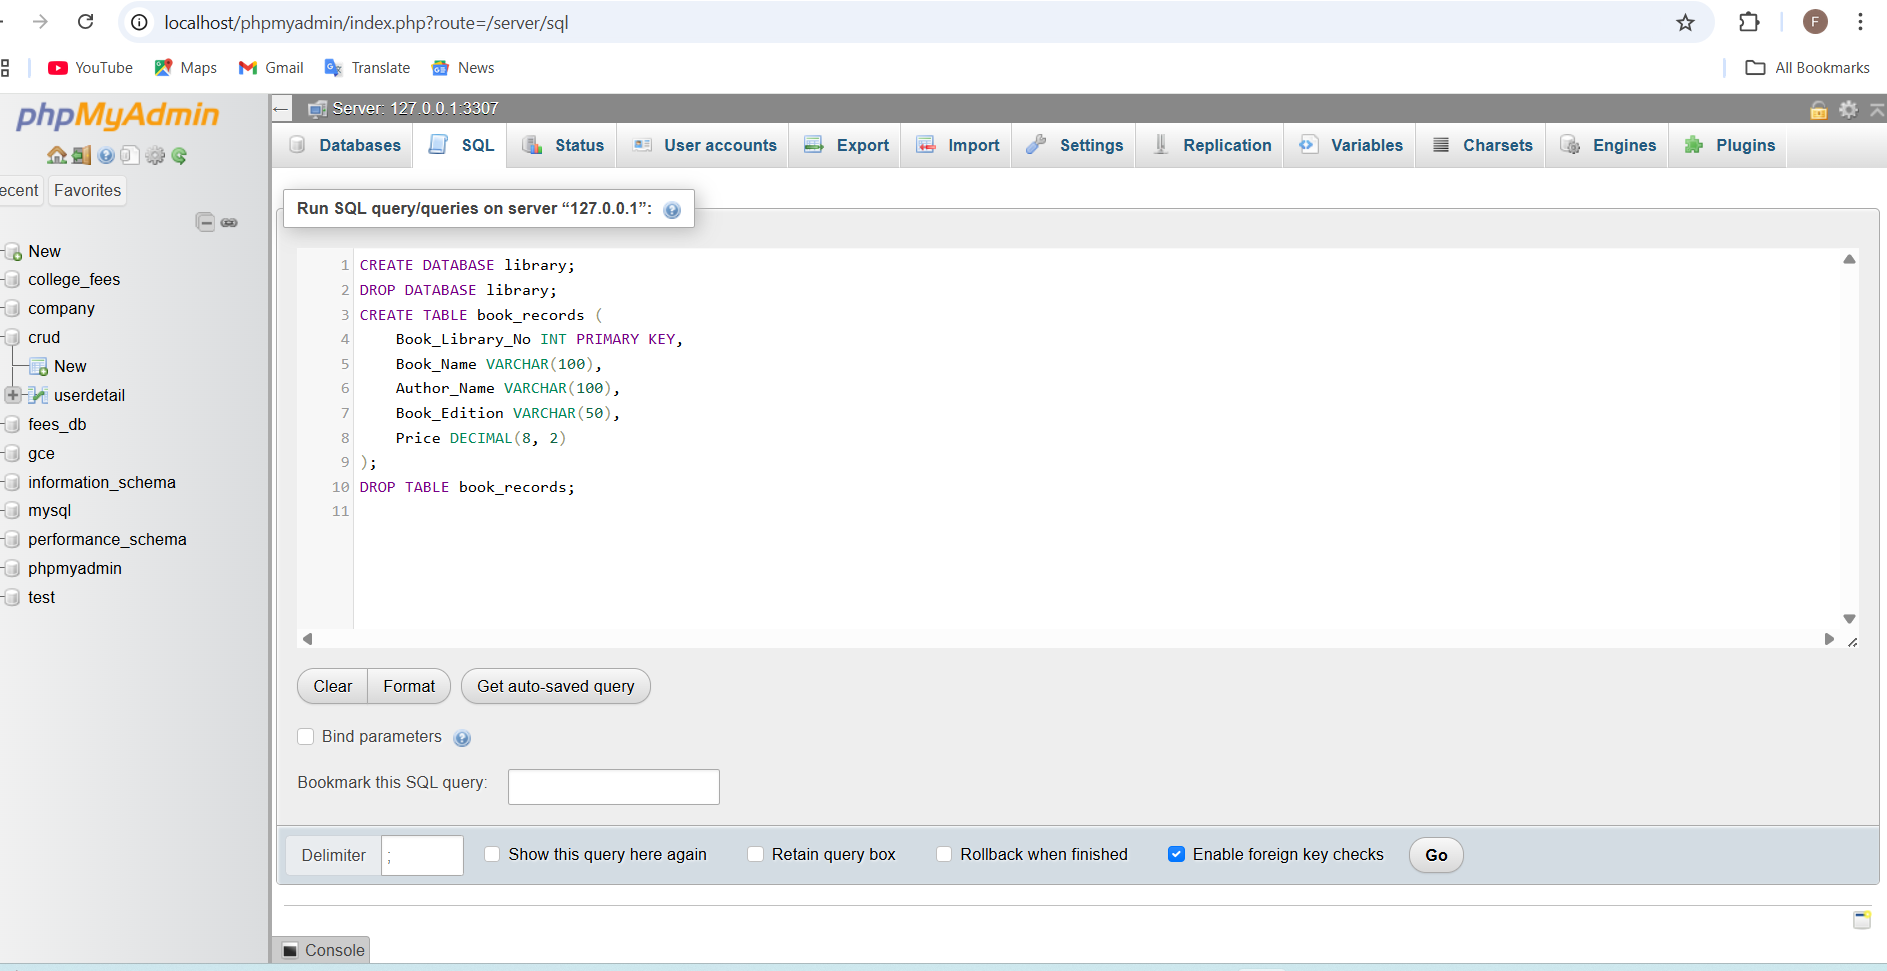 localhost/phpmyadmin/index.php?route=/server/sql
F
YouTube Maps Gmail Translate News
All Bookmarks
phpMyAdmin
ecent Favorites
New
college_fees
company
crud
New
userdetail
fees_db
gce
information_schema
mysql
performance_schema
phpmyadmin
test
Server: 127.0.0.1:3307
Databases SQL Status User accounts Export Import Settings Replication Variables Charsets Engines Plugins
Run SQL query/queries on server “127.0.0.1”:
1 CREATE DATABASE library;
2 DROP DATABASE library;
3 CREATE TABLE book_records (
4 Book_Library_No INT PRIMARY KEY,
5 Book_Name VARCHAR(100),
6 Author_Name VARCHAR(100),
7 Book_Edition VARCHAR(50),
8 Price DECIMAL(8, 2)
9 );
10 DROP TABLE book_records;
11
Clear Format Get auto-saved query
Bind parameters
Bookmark this SQL query:
Delimiter ; Show this query here again Retain query box Rollback when finished Enable foreign key checks Go
Console